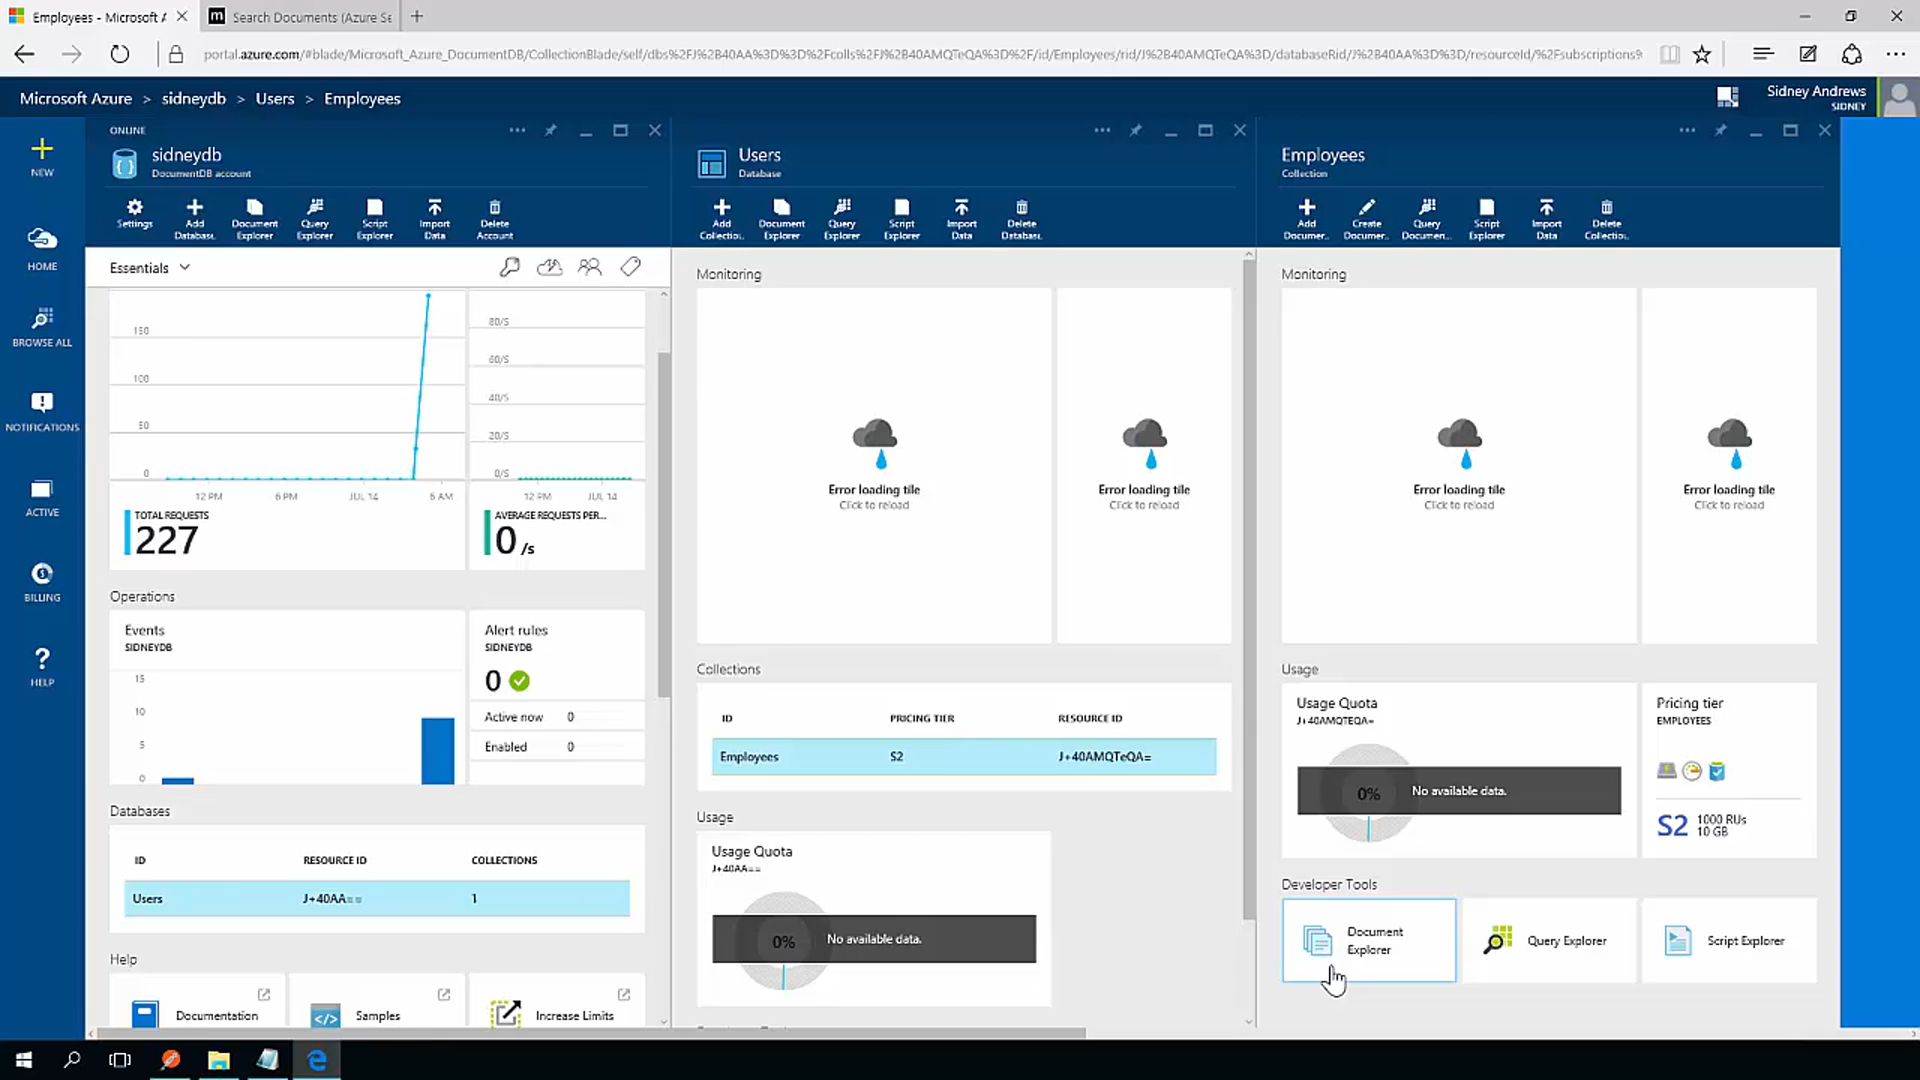 Employees - Microsoft A
Search Documents (Azure Se
portal.azure.com/#blade/Microsoft_Azure_DocumentDB/CollectionBlade/self/dbs%2FJ%2B40AA%3D%3D%2Fcolls%2FJ%2B40AMQTeQA%3D%2F/id/Employees/rid/J%2B40AMQTeQA%3D/databaseRid/J%2B40AA%3D%3D/resourceId/%2Fsubscriptions%
Microsoft Azure > sidneydb > Users > Employees
Sidney Andrews
SIDNEY
NEW
HOME
BROWSE ALL
NOTIFICATIONS
ACTIVE
BILLING
HELP
ONLINE
sidneydb
DocumentDB account
Settings
Add Databas.
Document Explorer
Query Explorer
Script Explorer
Import Data
Delete Account
Essentials
150
100
50
0
12 PM
6 PM
JUL 14
6 AM
TOTAL REQUESTS
227
80/S
60/S
40/S
20/S
0/S
12 PM
JUL 14
AVERAGE REQUESTS PER...
0 /s
Operations
Events
SIDNEYDB
15
10
5
0
Alert rules
SIDNEYDB
0
Active now 0
Enabled 0
Databases
ID RESOURCE ID COLLECTIONS
Users J+40AA== 1
Help
Documentation
Samples
Increase Limits
Users
Database
Add Collectio..
Document Explorer
Query Explorer
Script Explorer
Import Data
Delete Databas.
Monitoring
Error loading tile
Click to reload
Error loading tile
Click to reload
Collections
ID PRICING TIER RESOURCE ID
Employees S2 J+40AMQTeQA=
Usage
Usage Quota
J+40AA==
0% No available data.
Employees
Collection
Add Documer..
Create Documer..
Query Documen..
Script Explorer
Import Data
Delete Collectio.
Monitoring
Error loading tile
Click to reload
Error loading tile
Click to reload
Usage
Usage Quota
J+40AMQTEQA=
0% No available data.
Pricing tier
EMPLOYEES
S2 1000 RUs
10 GB
Developer Tools
Document Explorer
Query Explorer
Script Explorer